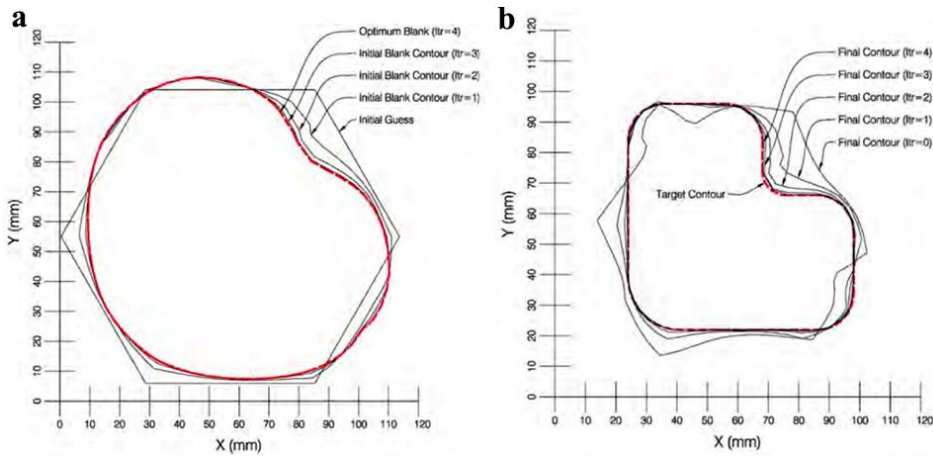 a
Optimum Blank (Itr=4)
Initial Blank Contour (Itr=3)
Initial Blank Contour (Itr=2)
Initial Blank Contour (Itr=1)
Initial Guess
Y (mm)
120
110
100
90
80
70
60
50
40
30
20
10
0
0 10 20 30 40 50 60 70 80 90 100 110 120
X (mm)
b
Final Contour (Itr=4)
Final Contour (Itr=3)
Final Contour (Itr=2)
Final Contour (Itr=1)
Final Contour (Itr=0)
Target Contour
Y (mm)
120
110
100
90
80
70
60
50
40
30
20
10
0
0 10 20 30 40 50 60 70 80 90 100 110 120
X (mm)